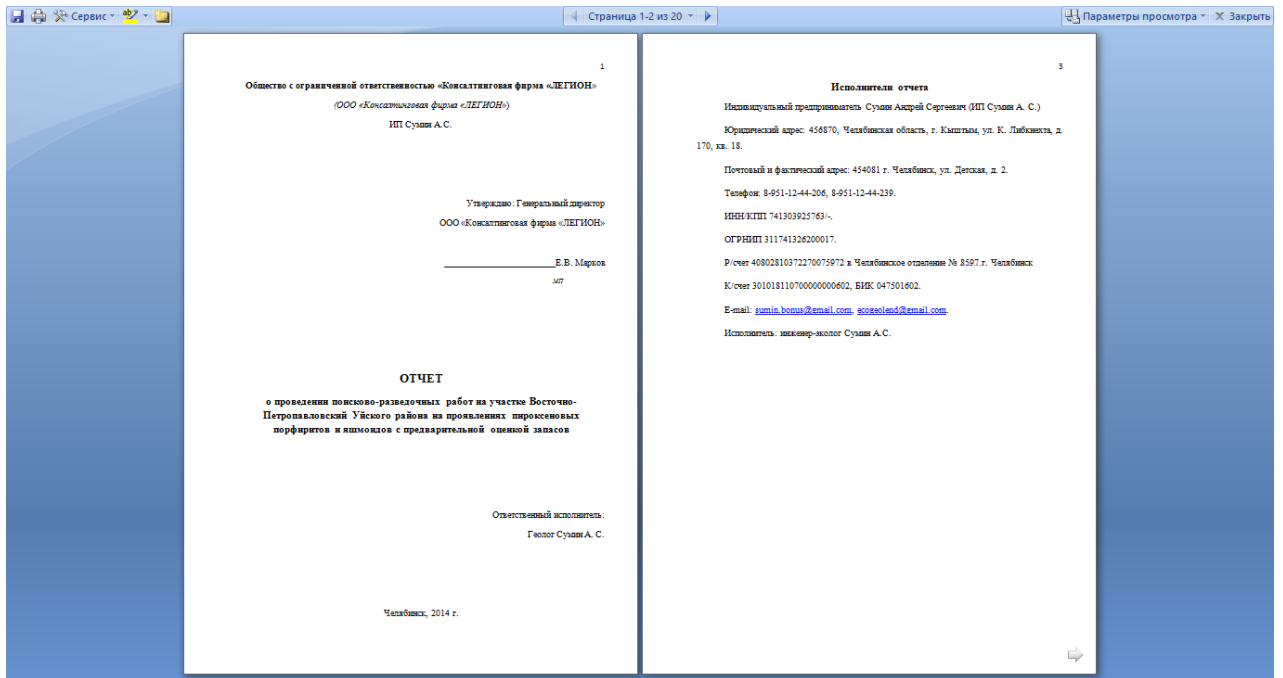 Сервис
Страница 1-2 из 20
Параметры просмотра
Закрыть
1
Общество с ограниченной ответственностью «Консалтинговая фирма «ЛЕГИОН»
(ООО «Консалтинговая фирма «ЛЕГИОН»)
ИП Сумин А.С.
Утверждаю: Генеральный директор
ООО «Консалтинговая фирма «ЛЕГИОН»
Е.В. Марков
МП
ОТЧЕТ
о проведении поисково-разведочных работ на участке Восточно-
Петропавловский Уйского района на проявлениях пироксеновых
порфиритов и яшмоидов с предварительной оценкой запасов
Ответственный исполнитель:
Геолог Сумин А. С.
Челябинск, 2014 г.
3
Исполнители отчета
Индивидуальный предприниматель Сумин Андрей Сергеевич (ИП Сумин А. С.)
Юридический адрес: 456870, Челябинская область, г. Кыштым, ул. К. Либкнехта, д.
170, кв. 18.
Почтовый и фактический адрес: 454081 г. Челябинск, ул. Детская, д. 2.
Телефон: 8-951-12-44-206, 8-951-12-44-239.
ИНН/КПП 741303925763/-.
ОГРНИП 311741326200017.
Р/счет 40802810372270075972 в Челябинское отделение № 8597.г. Челябинск
К/счет 301018110700000000602, БИК 047501602.
E-mail: sumin.bonus@gmail.com, ecogeolend@gmail.com.
Исполнитель: инженер-эколог Сумин А.С.